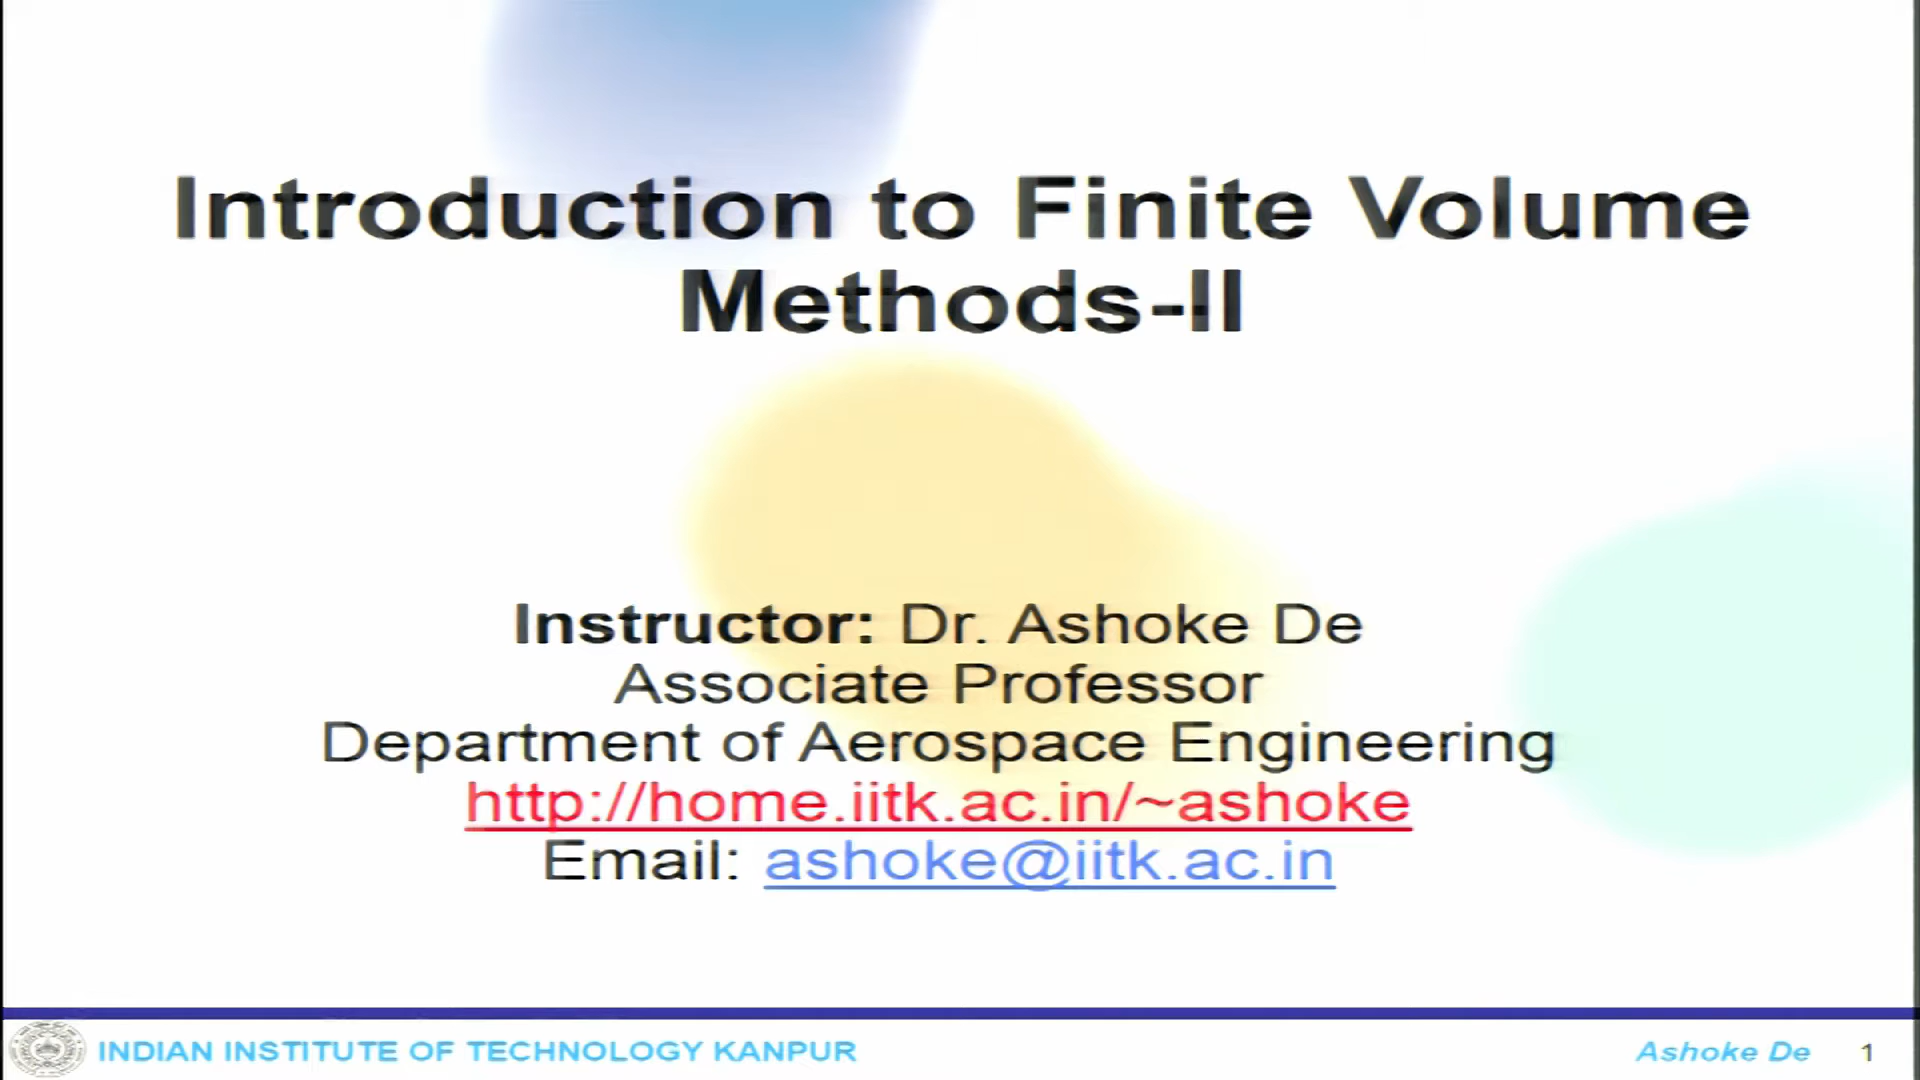 Introduction to Finite Volume
Methods-II
Instructor: Dr. Ashoke De
Associate Professor
Department of Aerospace Engineering
http://home.iitk.ac.in/~ashoke
Email: ashoke@iitk.ac.in
INDIAN INSTITUTE OF TECHNOLOGY KANPUR
Ashoke De 1